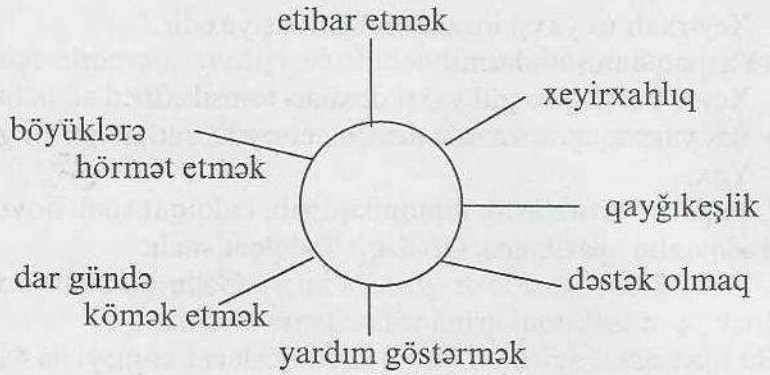 etibar etmək
xeyirxahlıq
böyüklərə
hörmət etmək
qayğıkeşlik
dar gündə
kömək etmək
dəstək olmaq
yardım göstərmək